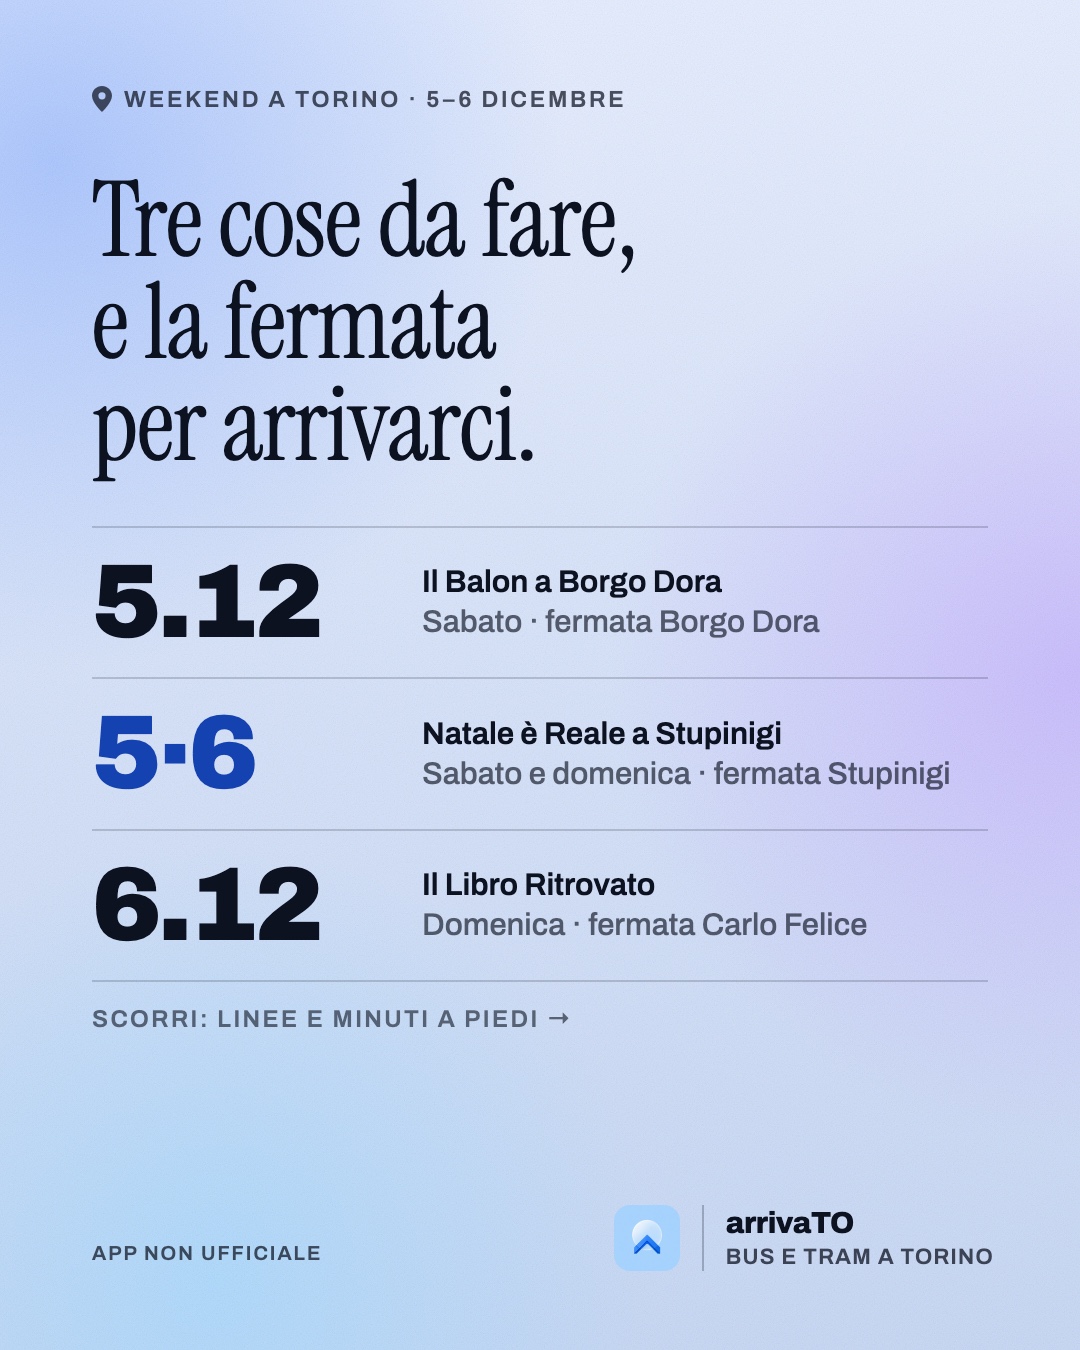 WEEKEND A TORINO · 5–6 DICEMBRE
Tre cose da fare,
e la fermata
per arrivarci.
5.12
Il Balon a Borgo Dora
Sabato · fermata Borgo Dora
5·6
Natale è Reale a Stupinigi
Sabato e domenica · fermata Stupinigi
6.12
Il Libro Ritrovato
Domenica · fermata Carlo Felice
SCORRI: LINEE E MINUTI A PIEDI →
APP NON UFFICIALE
arrivaTO
BUS E TRAM A TORINO